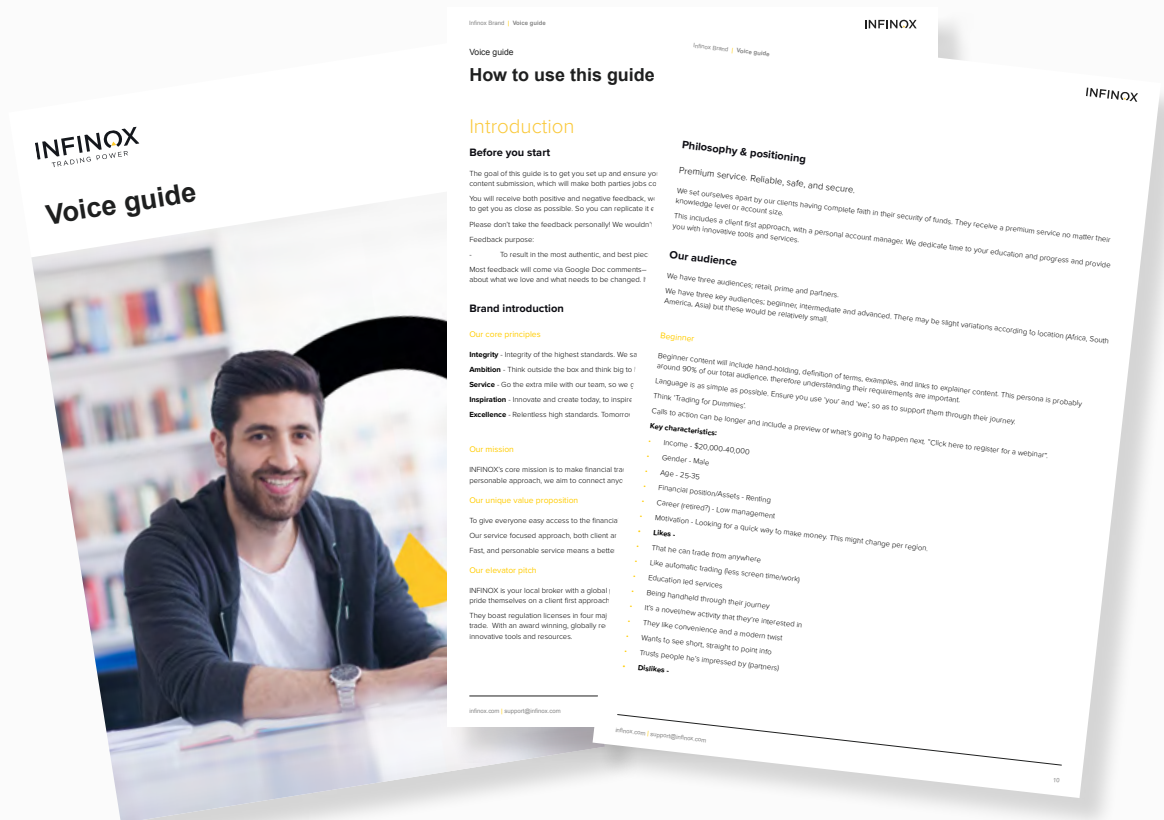 INFINOX
TRADING POWER
Voice guide
Infinox Brand | Voice guide
INFINOX
Voice guide
How to use this guide
Introduction
Before you start
The goal of this guide is to get you set up and ensure
content submission, which will make both parties jobs
You will receive both positive and negative feedback,
to get you as close as possible. So you can replicate it
Please don't take the feedback personally! We wouldn'
Feedback purpose:
- To result in the most authentic, and best
Most feedback will come via Google Doc comments–
about what we love and what needs to be changed.
Brand introduction
Our core principles
Integrity - Integrity of the highest standards. We
Ambition - Think outside the box and think big to
Service - Go the extra mile with our team, so we
Inspiration - Innovate and create today, to inspire
Excellence - Relentless high standards.
Our mission
INFINOX's core mission is to make financial
personable approach, we aim to connect
Our unique value proposition
To give everyone easy access to the
Our service focused approach, both client
Fast, and personable service means a
Our elevator pitch
INFINOX is your local broker with a global
pride themselves on a client first approach
They boast regulation licenses in four
trade. With an award winning, globally
innovative tools and resources.
infinox.com | support@infinox.com
Infinox Brand | Voice guide
INFINOX
Philosophy & positioning
Premium service. Reliable, safe, and secure.
We set ourselves apart by our clients having complete faith in their security of funds. They receive a premium service no matter their
knowledge level or account size.
This includes a client first approach, with a personal account manager. We dedicate time to your education and progress and provide
you with innovative tools and services.
Our audience
We have three audiences; retail, prime and partners.
We have three key audiences; beginner, intermediate and advanced. There may be slight variations according to location (Africa, South
America, Asia) but these would be relatively small.
Beginner
Beginner content will include hand-holding, definition of terms, examples, and links to explainer content. This persona is probably
around 90% of our total audience, therefore understanding their requirements are important.
Language is as simple as possible. Ensure you use 'you' and 'we', so as to support them through their journey.
Think 'Trading for Dummies'.
Calls to action can be longer and include a preview of what's going to happen next. "Click here to register for a webinar".
Key characteristics:
Income - $20,000-40,000
Gender - Male
Age - 25-35
Financial position/Assets - Renting
Career (retired?) - Low management
Motivation - Looking for a quick way to make money. This might change per region.
Likes -
That he can trade from anywhere
Like automatic trading (less screen time/work)
Education led services
Being handheld through their journey
It's a novel/new activity that they're interested in
They like convenience and a modern twist
Wants to see short, straight to point info
Trusts people he's impressed by (partners)
Dislikes -
infinox.com | support@infinox.com
10